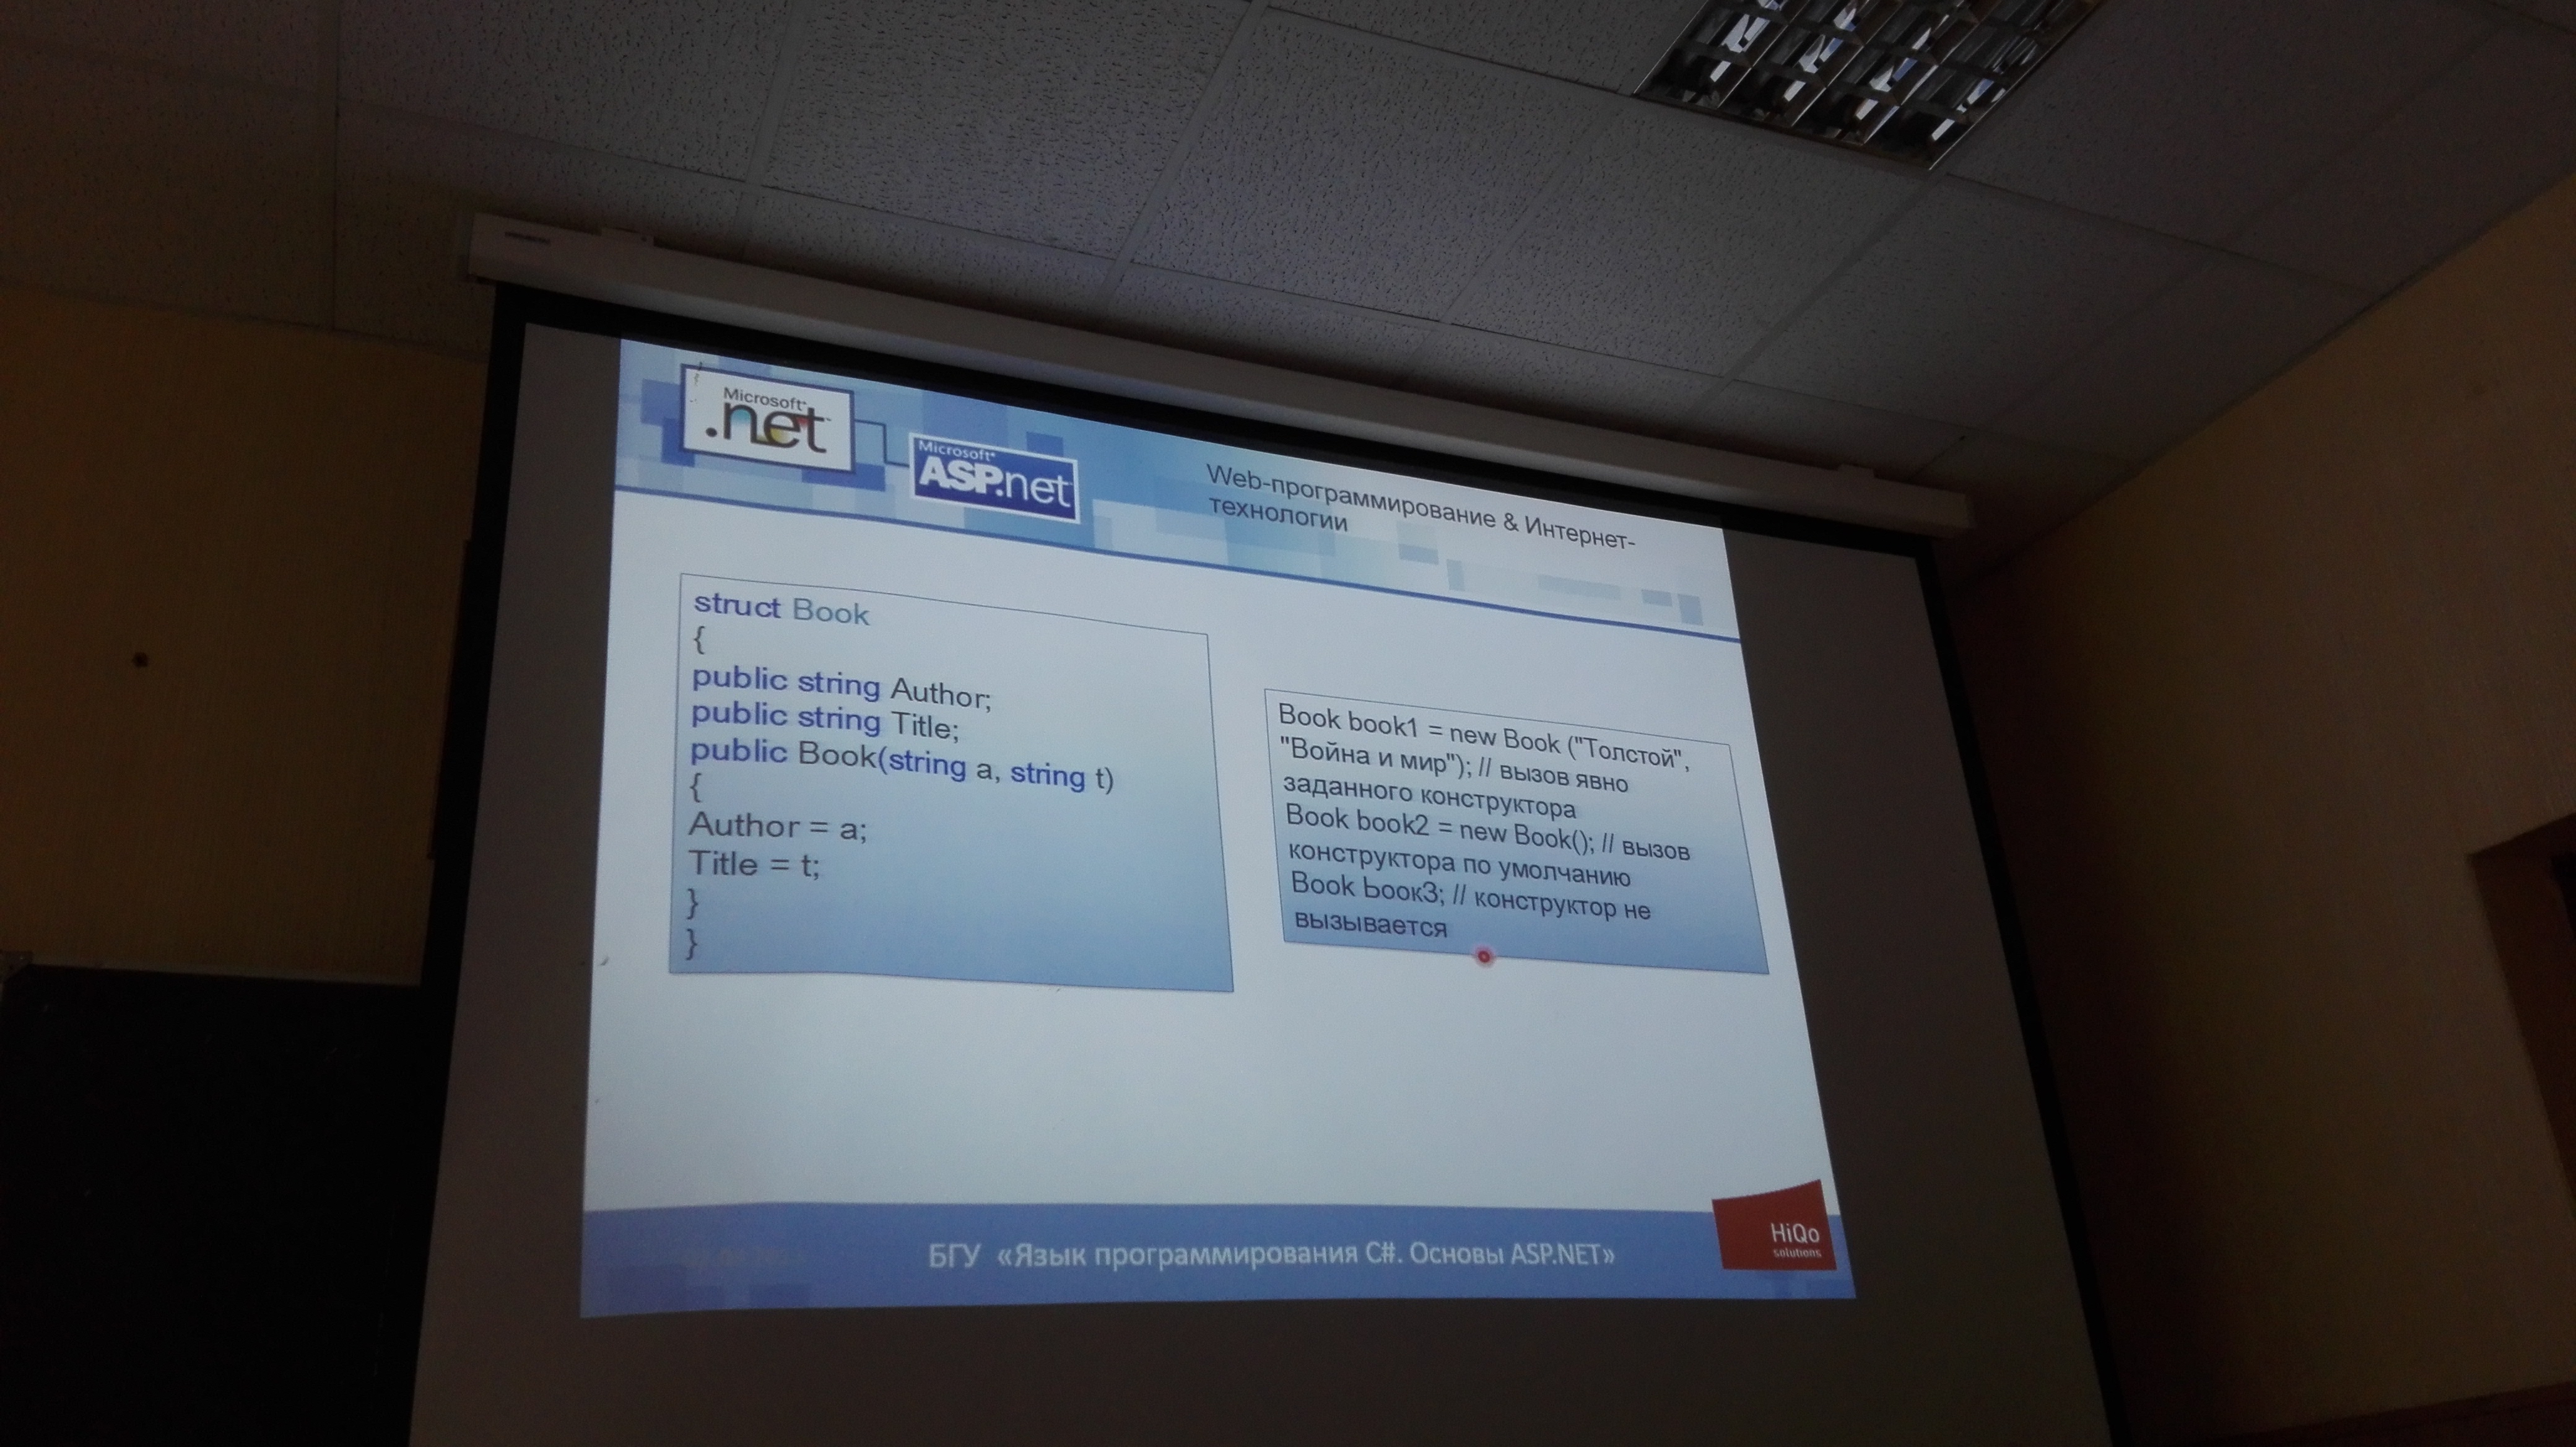 Microsoft
.net
Microsoft
ASP.net
Web-программирование & Интернет-
технологии
struct Book
{
public string Author;
public string Title;
public Book(string a, string t)
{
Author = a;
Title = t;
}
}
Book book1 = new Book ("Толстой",
"Война и мир"); // вызов явно
заданного конструктора
Book book2 = new Book(); // вызов
конструктора по умолчанию
Book ЬоокЗ; // конструктор не
вызывается
БГУ «Язык программирования C#. Основы ASP.NET»
HiQo
solutions